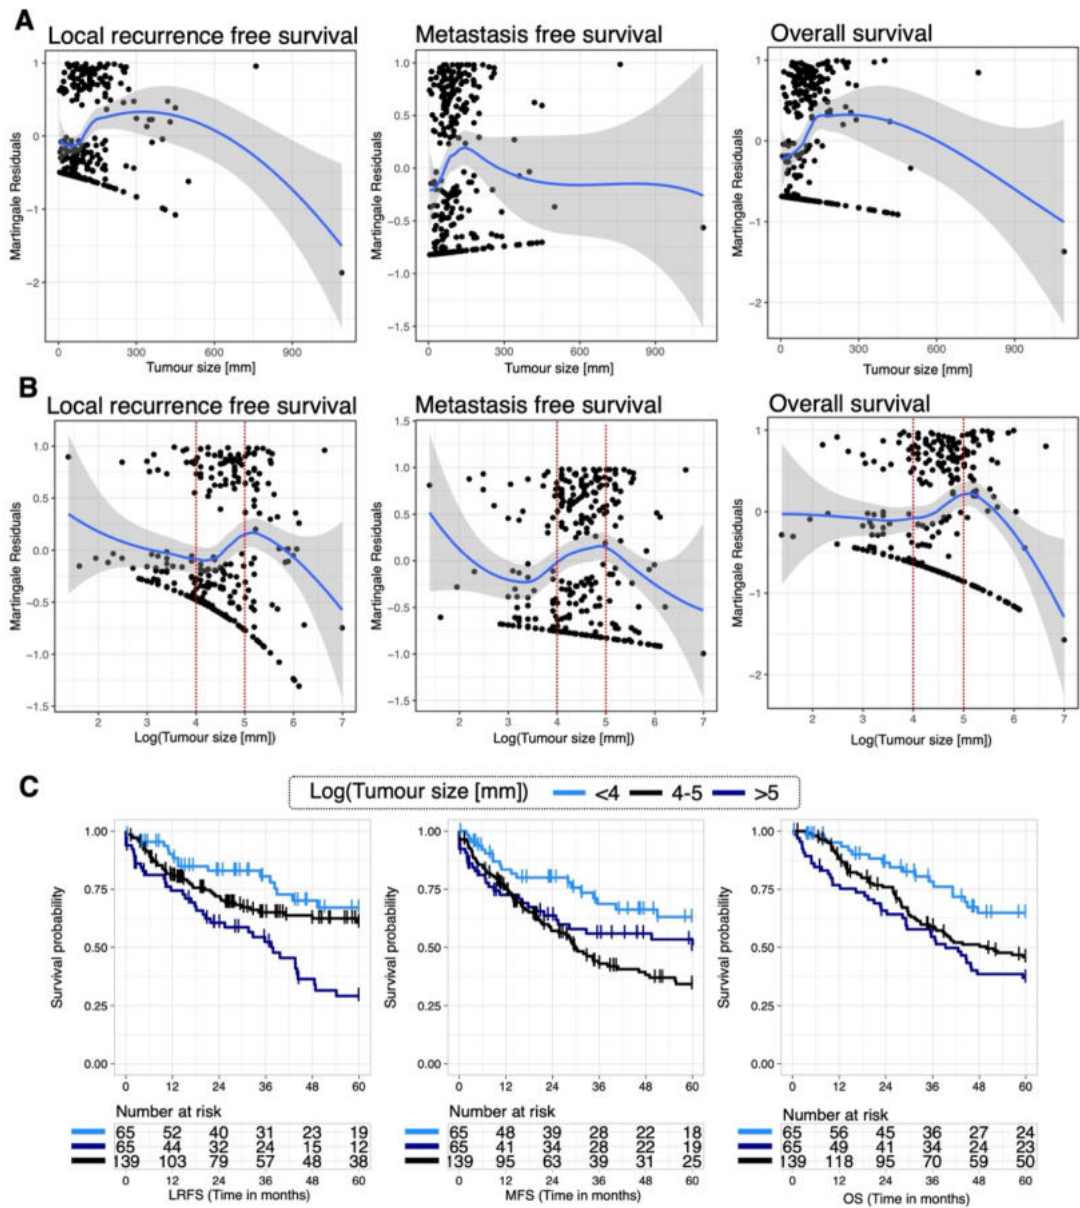 A
Local recurrence free survival
Metastasis free survival
Overall survival
Martingale Residuals
1
0
−1
−2
0 300 600 900
Tumour size [mm]
Martingale Residuals
1.0
0.5
0.0
−0.5
−1.0
−1.5
0 300 600 900
Tumour size [mm]
Martingale Residuals
1
0
−1
−2
0 300 600 900
Tumour size [mm]
B
Local recurrence free survival
Metastasis free survival
Overall survival
Martingale Residuals
1.0
0.5
0.0
−0.5
−1.0
−1.5
2 3 4 5 6 7
Log(Tumour size [mm])
Martingale Residuals
1.5
1.0
0.5
0.0
−0.5
−1.0
−1.5
2 3 4 5 6 7
Log(Tumour size [mm])
Martingale Residuals
1
0
−1
−2
2 3 4 5 6 7
Log(Tumour size [mm])
C
Log(Tumour size [mm]) <4 4-5 >5
Survival probability
1.00
0.75
0.50
0.25
0.00
0 12 24 36 48 60
Number at risk
65 52 40 31 23 19
65 44 32 24 15 12
139 103 79 57 48 38
0 12 24 36 48 60
LRFS (Time in months)
Survival probability
1.00
0.75
0.50
0.25
0.00
0 12 24 36 48 60
Number at risk
65 48 39 28 22 18
65 41 34 28 22 19
139 95 63 39 31 25
0 12 24 36 48 60
MFS (Time in months)
Survival probability
1.00
0.75
0.50
0.25
0.00
0 12 24 36 48 60
Number at risk
65 56 45 36 27 24
65 49 41 34 24 23
139 118 95 70 59 50
0 12 24 36 48 60
OS (Time in months)